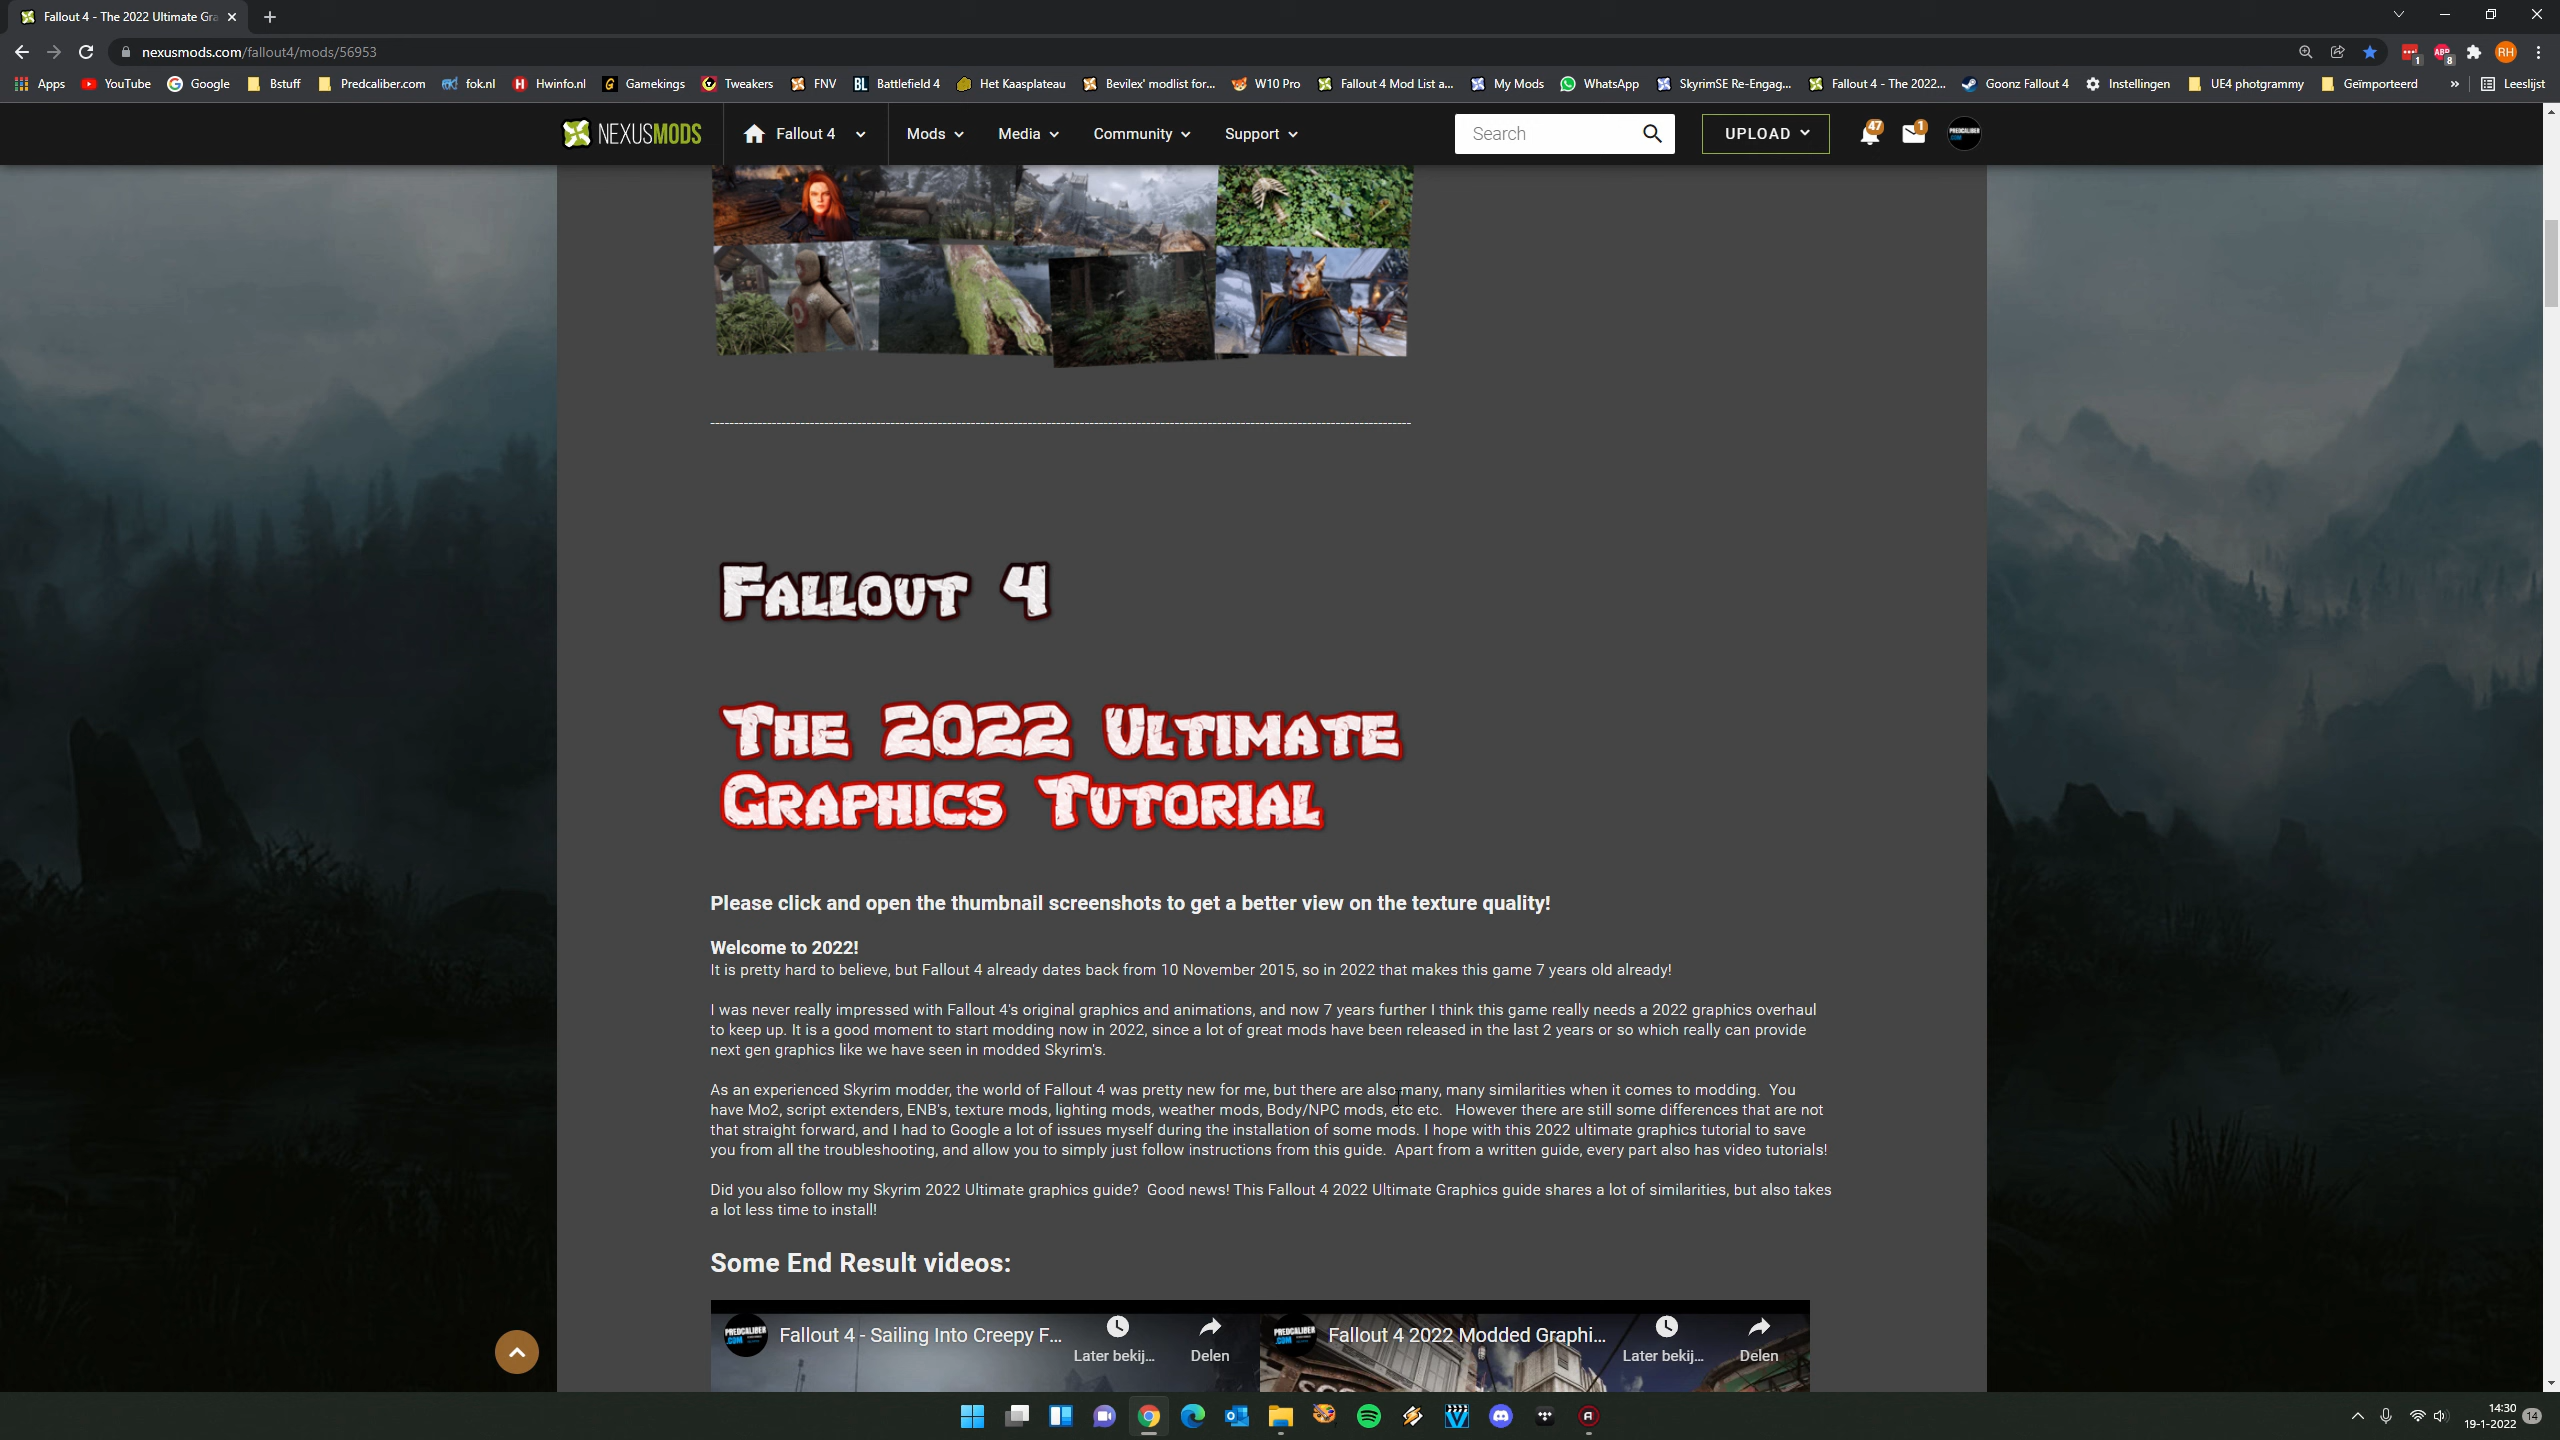 Fallout 4 - The 2022 Ultimate Gra
nexusmods.com/fallout4/mods/56953
1
ABP
8
RH
Apps YouTube Google Bstuff Predcaliber.com fok.nl Hwinfo.nl Gamekings Tweakers FNV Battlefield 4 Het Kaasplateau Bevilex' modlist for... W10 Pro Fallout 4 Mod List a... My Mods WhatsApp SkyrimSE Re-Engag... Fallout 4 - The 2022... Goonz Fallout 4 Instellingen UE4 photgrammy Geïmporteerd » Leeslijst
NEXUSMODS Fallout 4 Mods Media Community Support Search UPLOAD 47 1 PREDCALIBER .COM
Fallout 4
The 2022 Ultimate
Graphics Tutorial
Please click and open the thumbnail screenshots to get a better view on the texture quality!
Welcome to 2022!
It is pretty hard to believe, but Fallout 4 already dates back from 10 November 2015, so in 2022 that makes this game 7 years old already!
I was never really impressed with Fallout 4's original graphics and animations, and now 7 years further I think this game really needs a 2022 graphics overhaul
to keep up. It is a good moment to start modding now in 2022, since a lot of great mods have been released in the last 2 years or so which really can provide
next gen graphics like we have seen in modded Skyrim's.
As an experienced Skyrim modder, the world of Fallout 4 was pretty new for me, but there are also many, many similarities when it comes to modding. You
have Mo2, script extenders, ENB's, texture mods, lighting mods, weather mods, Body/NPC mods, etc etc. However there are still some differences that are not
that straight forward, and I had to Google a lot of issues myself during the installation of some mods. I hope with this 2022 ultimate graphics tutorial to save
you from all the troubleshooting, and allow you to simply just follow instructions from this guide. Apart from a written guide, every part also has video tutorials!
Did you also follow my Skyrim 2022 Ultimate graphics guide? Good news! This Fallout 4 2022 Ultimate Graphics guide shares a lot of similarities, but also takes
a lot less time to install!
Some End Result videos:
PREDCALIBER .COM Fallout 4 - Sailing Into Creepy F... Later bekij... Delen
PREDCALIBER .COM Fallout 4 2022 Modded Graphi... Later bekij... Delen
14:30
19-1-2022
14